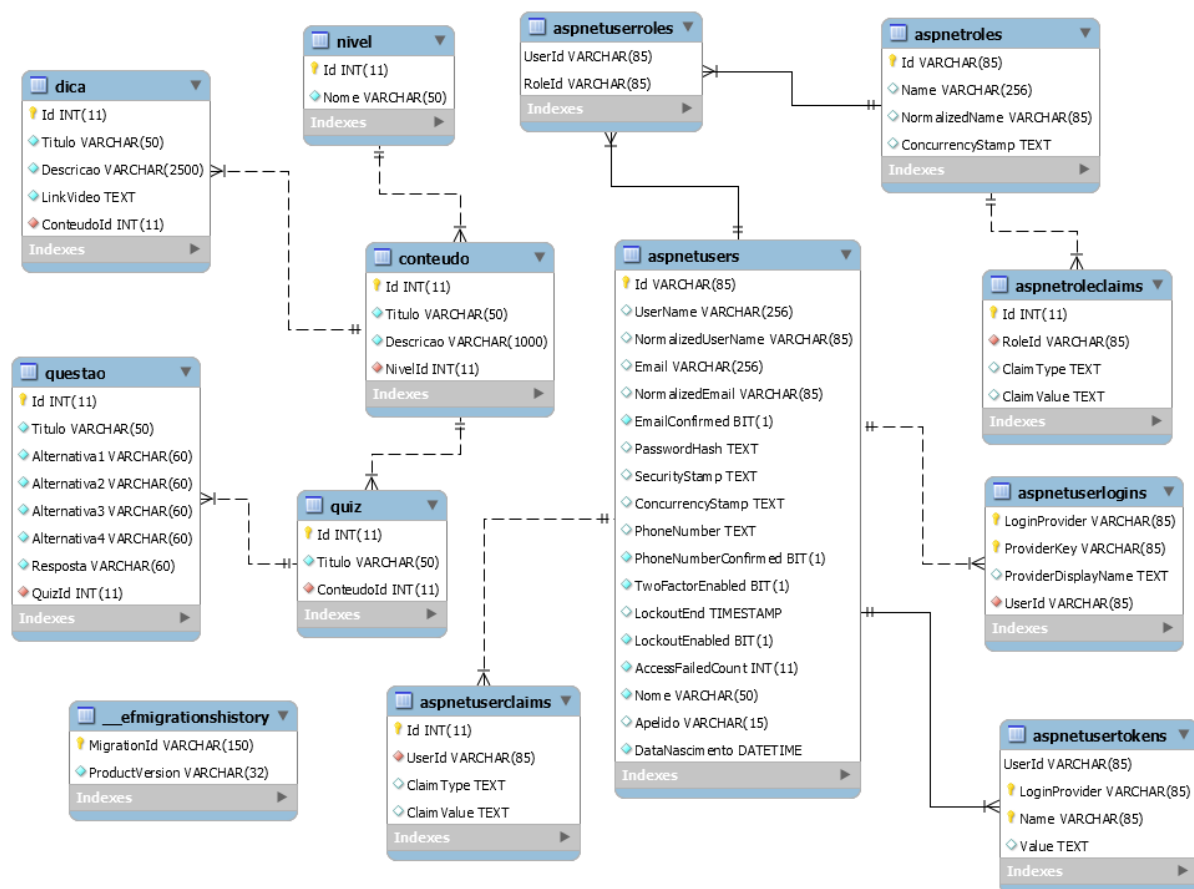 nivel
Id INT(11)
Nome VARCHAR(50)
Indexes
aspnetuserroles
UserId VARCHAR(85)
RoleId VARCHAR(85)
Indexes
aspnetroles
Id VARCHAR(85)
Name VARCHAR(256)
NormalizedName VARCHAR(85)
ConcurrencyStamp TEXT
Indexes
dica
Id INT(11)
Titulo VARCHAR(50)
Descricao VARCHAR(2500)
LinkVideo TEXT
ConteudoId INT(11)
Indexes
conteudo
Id INT(11)
Titulo VARCHAR(50)
Descricao VARCHAR(1000)
NivelId INT(11)
Indexes
aspnetusers
Id VARCHAR(85)
UserName VARCHAR(256)
NormalizedUserName VARCHAR(85)
Email VARCHAR(256)
NormalizedEmail VARCHAR(85)
EmailConfirmed BIT(1)
PasswordHash TEXT
SecurityStamp TEXT
ConcurrencyStamp TEXT
PhoneNumber TEXT
PhoneNumberConfirmed BIT(1)
TwoFactorEnabled BIT(1)
LockoutEnd TIMESTAMP
LockoutEnabled BIT(1)
AccessFailedCount INT(11)
Nome VARCHAR(50)
Apelido VARCHAR(15)
DataNascimento DATETIME
Indexes
aspnetroleclaims
Id INT(11)
RoleId VARCHAR(85)
ClaimType TEXT
ClaimValue TEXT
Indexes
questao
Id INT(11)
Titulo VARCHAR(50)
Alternativa1 VARCHAR(60)
Alternativa2 VARCHAR(60)
Alternativa3 VARCHAR(60)
Alternativa4 VARCHAR(60)
Resposta VARCHAR(60)
QuizId INT(11)
Indexes
quiz
Id INT(11)
Titulo VARCHAR(50)
ConteudoId INT(11)
Indexes
aspnetuserlogins
LoginProvider VARCHAR(85)
ProviderKey VARCHAR(85)
ProviderDisplayName TEXT
UserId VARCHAR(85)
Indexes
__efmigrationshistory
MigrationId VARCHAR(150)
ProductVersion VARCHAR(32)
Indexes
aspnetuserclaims
Id INT(11)
UserId VARCHAR(85)
ClaimType TEXT
ClaimValue TEXT
Indexes
aspnetusertokens
UserId VARCHAR(85)
LoginProvider VARCHAR(85)
Name VARCHAR(85)
Value TEXT
Indexes